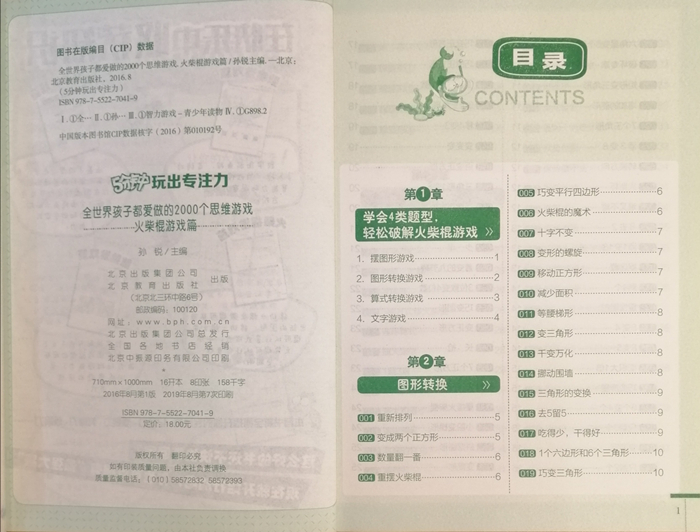 图书在版编目（CIP）数据
全世界孩子都爱做的2000个思维游戏.火柴棍游戏篇/孙锐主编.一北京：
北京教育出版社，2016.8
（5分钟玩出专注力）
ISBN 978-7-5522-7041-9
Ⅰ.①全… Ⅱ.①孙… Ⅲ.①智力游戏－青少年读物 Ⅳ.①G898.2
中国版本图书馆CIP数据核字（2016）第010192号
5分钟玩出专注力
全世界孩子都爱做的2000个思维游戏
火柴棍游戏篇
孙 锐/主编
北京出版集团公司
北京教育出版社 出版
（北京北三环中路6号）
邮政编码：100120
网址：www.bph.com.cn
北京出版集团公司总发行
全国各地书店经销
北京中振源印务有限公司印刷
*
710mm×1000mm 16开本 8印张 158千字
2016年8月第1版 2019年8月第7次印刷
ISBN 978-7-5522-7041-9
定价：18.00元
版权所有 翻印必究
如有印装质量问题，由本社负责调换
质量监督电话：(010)58572832 58572393
目录
CONTENTS
第1章
学会4类题型，
轻松破解火柴棍游戏
1. 摆图形游戏 1
2. 图形转换游戏 2
3. 算式转换游戏 3
4. 文字游戏 4
第2章
图形转换
001 重新排列 5
002 变成两个正方形 5
003 数量翻一番 6
004 重摆火柴棍 6
005 巧变平行四边形 6
006 火柴棍的魔术 6
007 十字不变 7
008 变形的螺旋 7
009 移动正方形 7
010 减少面积 7
011 等腰梯形 8
012 变三角形 8
013 千变万化 8
014 挪动围墙 8
015 三角形的变换 9
016 去5留5 9
017 吃得少，干得好 9
018 1个六边形和6个三角形 10
019 巧变三角形 10
1